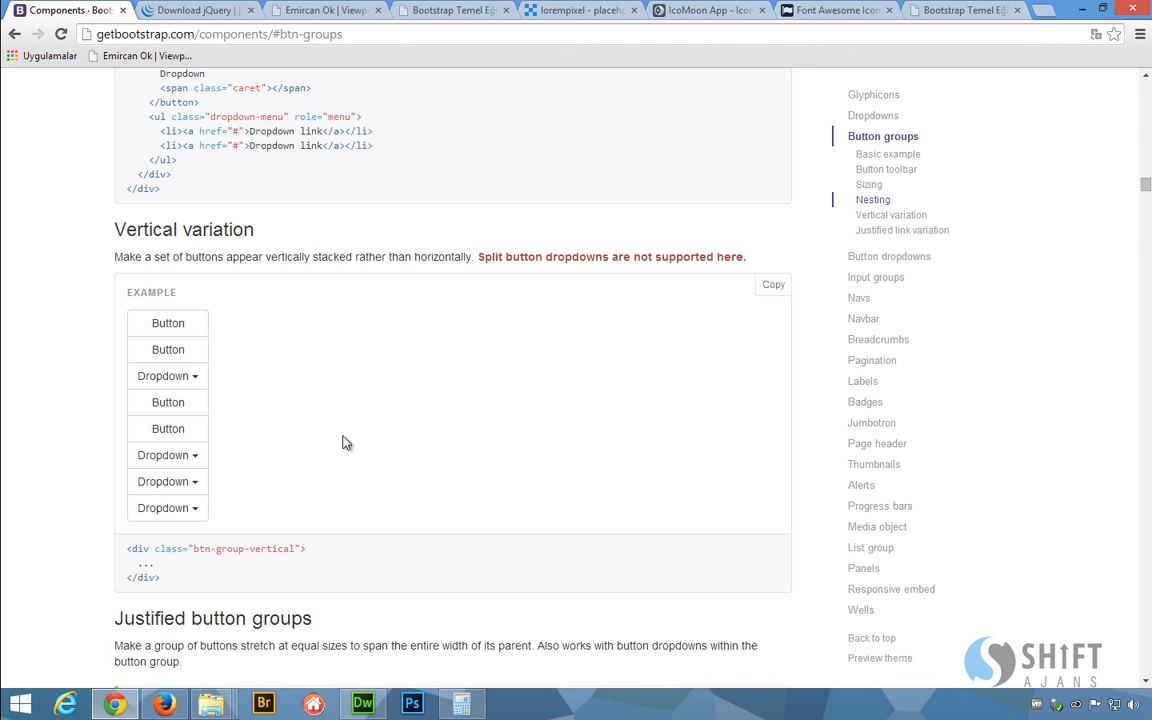 Components · Boots
Download jQuery | j
Emircan Ok | Viewp
Bootstrap Temel Eği
lorempixel - placeho
IcoMoon App - Icon
Font Awesome Icon
Bootstrap Temel Eği
getbootstrap.com/components/#btn-groups
Uygulamalar
Emircan Ok | Viewp...
Dropdown
<span class="caret"></span>
</button>
<ul class="dropdown-menu" role="menu">
<li><a href="#">Dropdown link</a></li>
<li><a href="#">Dropdown link</a></li>
</ul>
</div>
</div>
Vertical variation
Make a set of buttons appear vertically stacked rather than horizontally. Split button dropdowns are not supported here.
EXAMPLE
Copy
Button
Button
Dropdown
Button
Button
Dropdown
Dropdown
Dropdown
<div class="btn-group-vertical">
...
</div>
Justified button groups
Make a group of buttons stretch at equal sizes to span the entire width of its parent. Also works with button dropdowns within the
button group.
Glyphicons
Dropdowns
Button groups
Basic example
Button toolbar
Sizing
Nesting
Vertical variation
Justified link variation
Button dropdowns
Input groups
Navs
Navbar
Breadcrumbs
Pagination
Labels
Badges
Jumbotron
Page header
Thumbnails
Alerts
Progress bars
Media object
List group
Panels
Responsive embed
Wells
Back to top
Preview theme
SHiFT
AJANS
Br
Dw
Ps